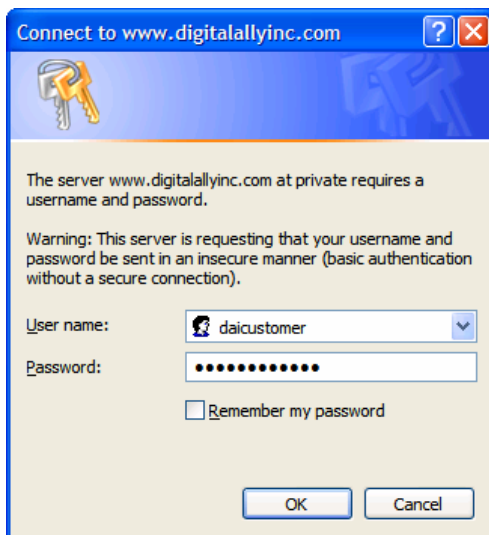 Connect to www.digitalallyinc.com
The server www.digitalallyinc.com at private requires a
username and password.
Warning: This server is requesting that your username and
password be sent in an insecure manner (basic authentication
without a secure connection).
User name: daicustomer
Password: ••••••••••••
Remember my password
OK Cancel